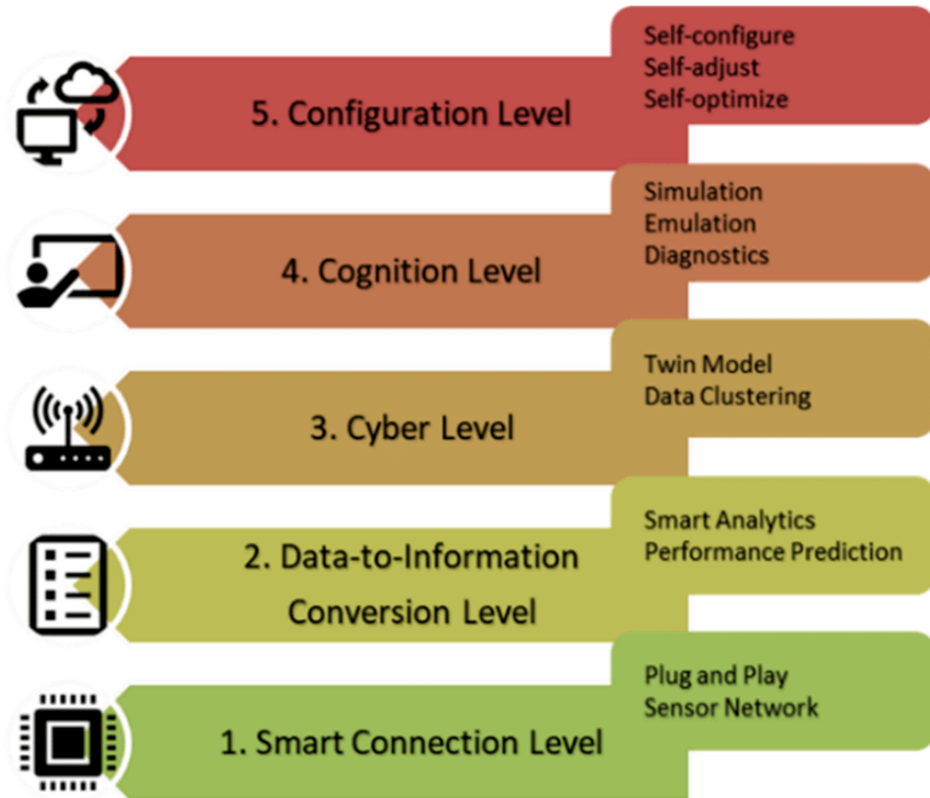 Self-configure
Self-adjust
Self-optimize
5. Configuration Level
Simulation
Emulation
Diagnostics
4. Cognition Level
Twin Model
Data Clustering
3. Cyber Level
Smart Analytics
Performance Prediction
2. Data-to-Information
Conversion Level
Plug and Play
Sensor Network
1. Smart Connection Level